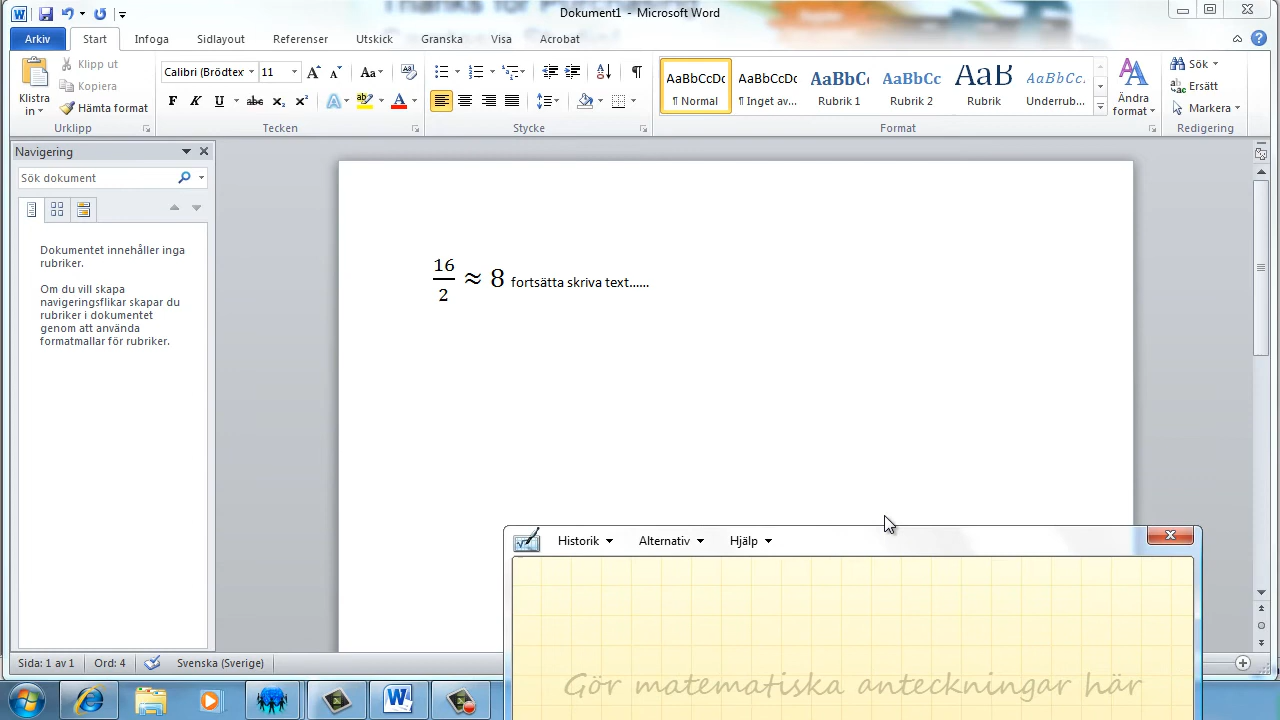 Thanks for Purchasing
Dokument1 - Microsoft Word
Arkiv Start Infoga Sidlayout Referenser Utskick Granska Visa Acrobat
Klistra in
Klipp ut
Kopiera
Hämta format
Urklipp
Calibri (Brödtex 11
Tecken
Stycke
AaBbCcDc AaBbCcDc AaBbC AaBbCc AaB AaBbCc.
¶ Normal ¶ Inget av... Rubrik 1 Rubrik 2 Rubrik Underrub...
Ändra format
Format
Sök
Ersätt
Markera
Redigering
Navigering
Sök dokument
Dokumentet innehåller inga
rubriker.
Om du vill skapa
navigeringsflikar skapar du
rubriker i dokumentet
genom att använda
formatmallar för rubriker.
16/2 ≈ 8 fortsätta skriva text......
Historik Alternativ Hjälp
Gör matematiska anteckningar här
Sida: 1 av 1 Ord: 4 Svenska (Sverige)